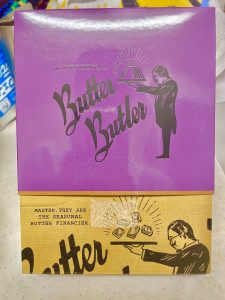 Butter
Butler
MASTER, THEY ARE
THE SEASONAL
BUTTER FINANCIER.
Butter